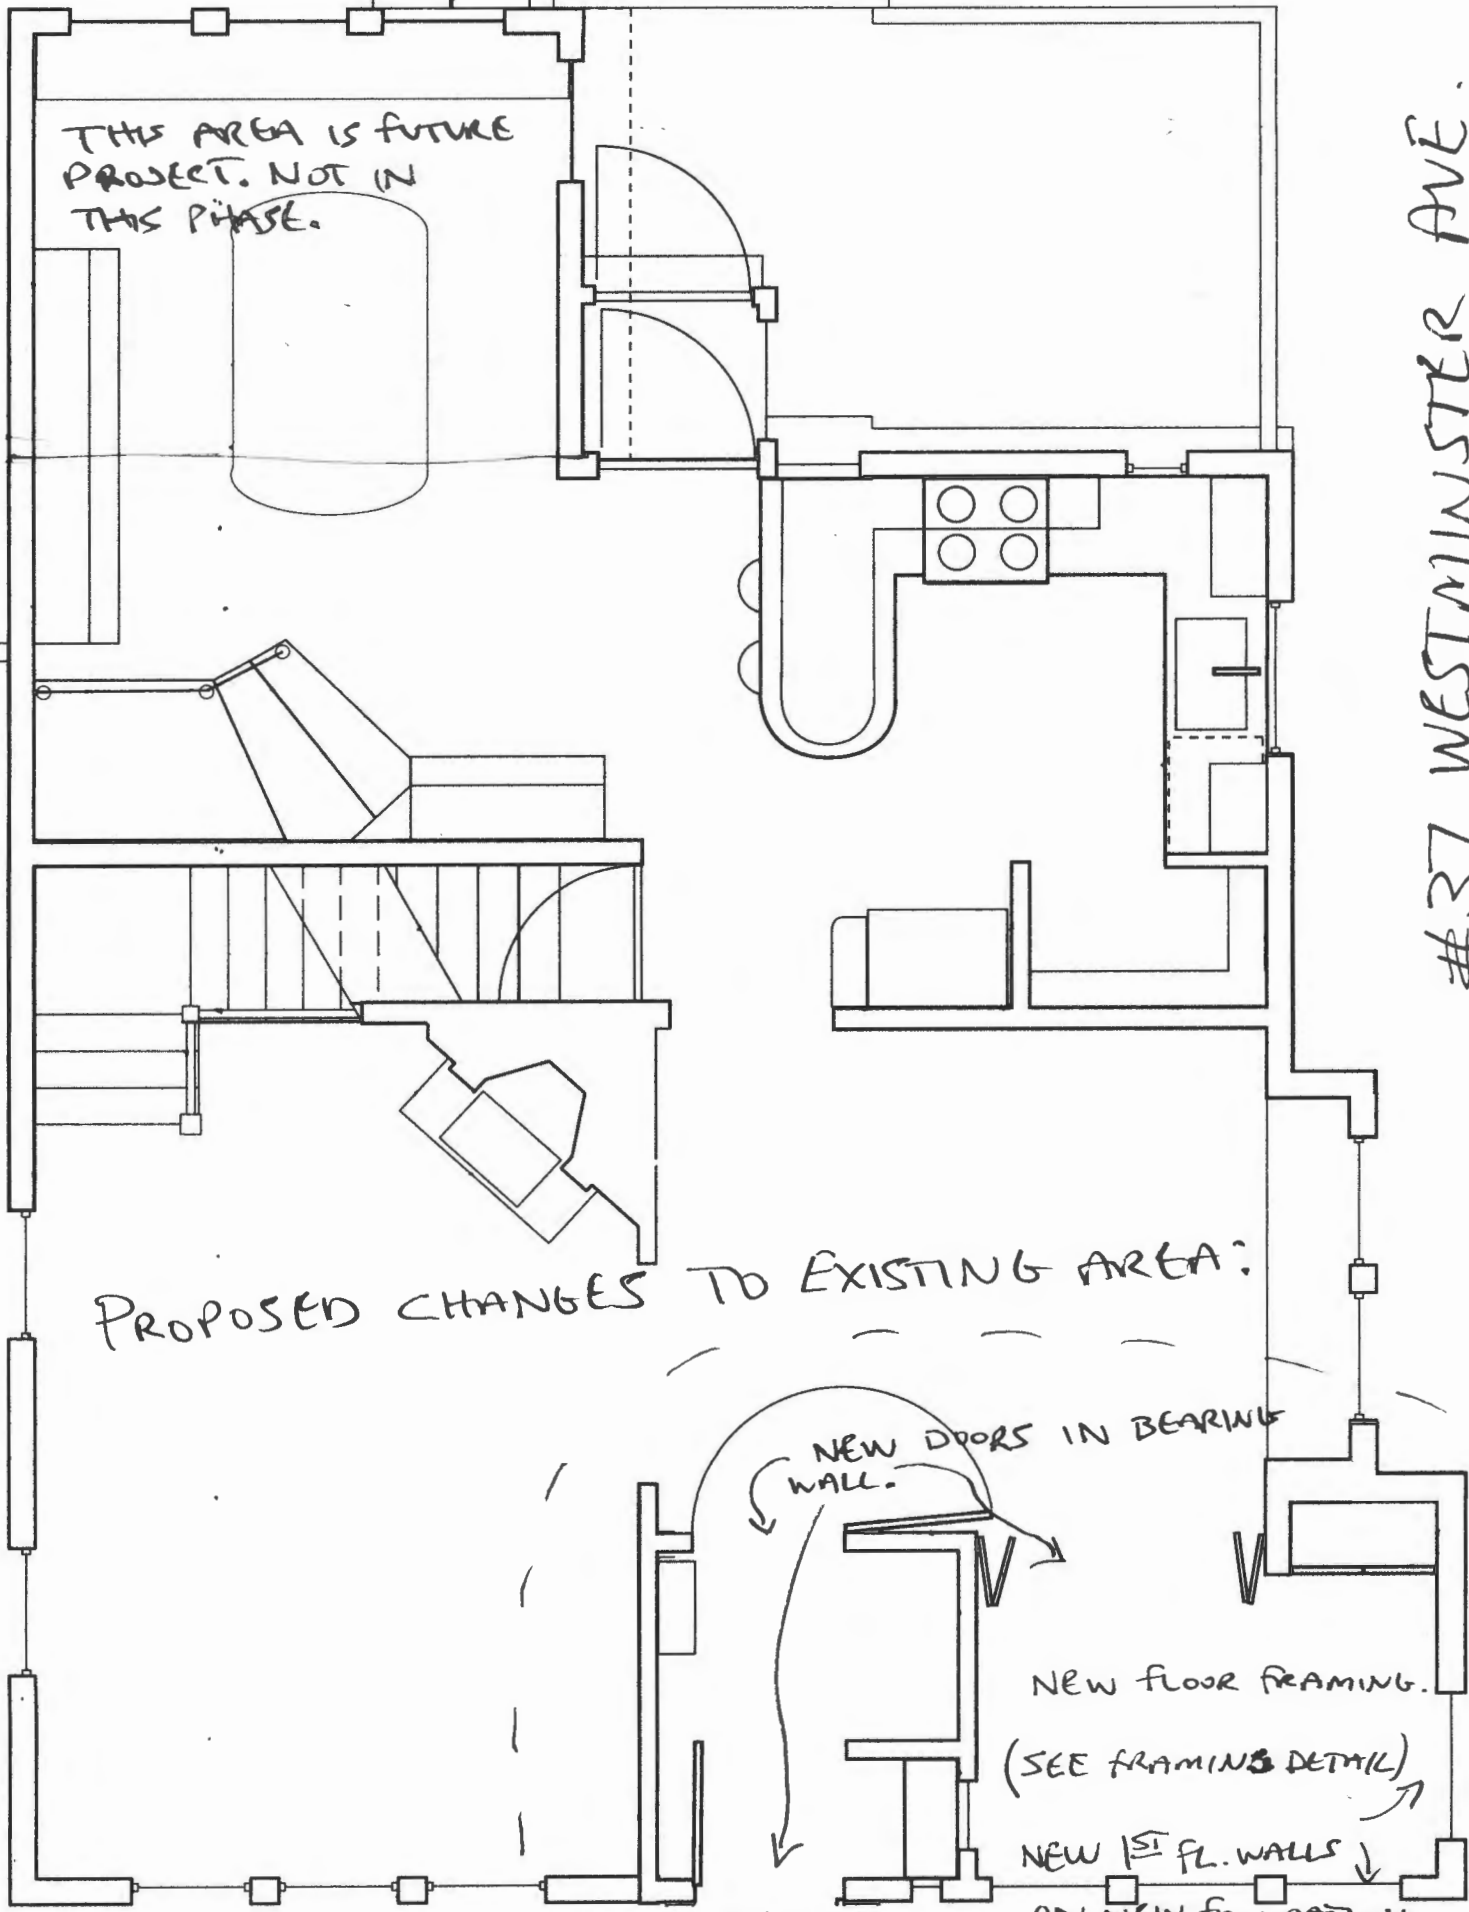 THIS AREA IS FUTURE
PROJECT. NOT IN
THIS PHASE.
#37 WESTMINSTER AVE.
PROPOSED CHANGES TO EXISTING AREA:
NEW DOORS IN BEARING
WALL.
NEW FLOOR FRAMING.
(SEE FRAMING DETAIL)
NEW 1ST FL. WALLS